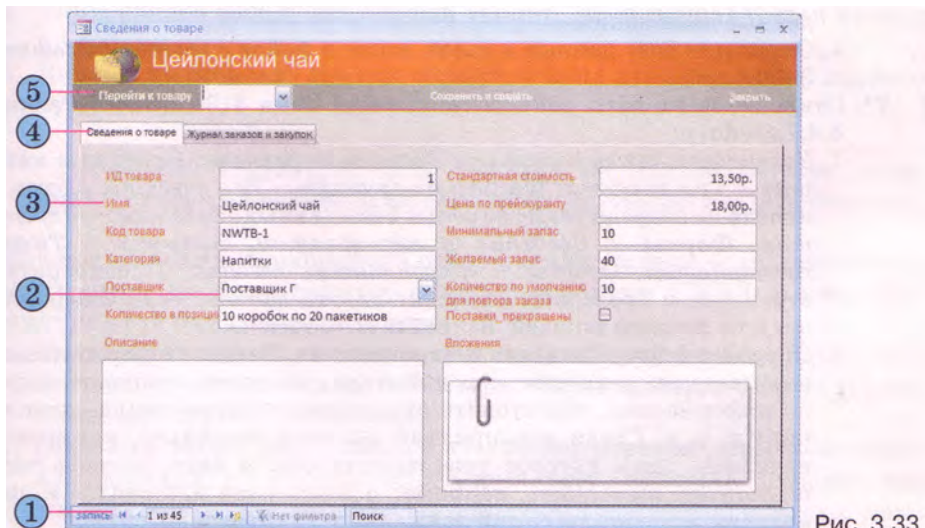 Сведения о товаре
Цейлонский чай
5 Перейти к товару Сохранить и создать Закрыть
4 Сведения о товаре Журнал заказов и закупок
ИД товара 1 Стандартная стоимость 13,50р.
3 Имя Цейлонский чай Цена по прейскуранту 18,00р.
Код товара NWTB-1 Минимальный запас 10
Категория Напитки Желаемый запас 40
2 Поставщик Поставщик Г Количество по умолчанию 10
для повтора заказа
Количество в позиции 10 коробок по 20 пакетиков Поставки_прекращены
Описание Вложения
1 Запись: 1 из 45 Нет фильтра Поиск
Рис. 3.33